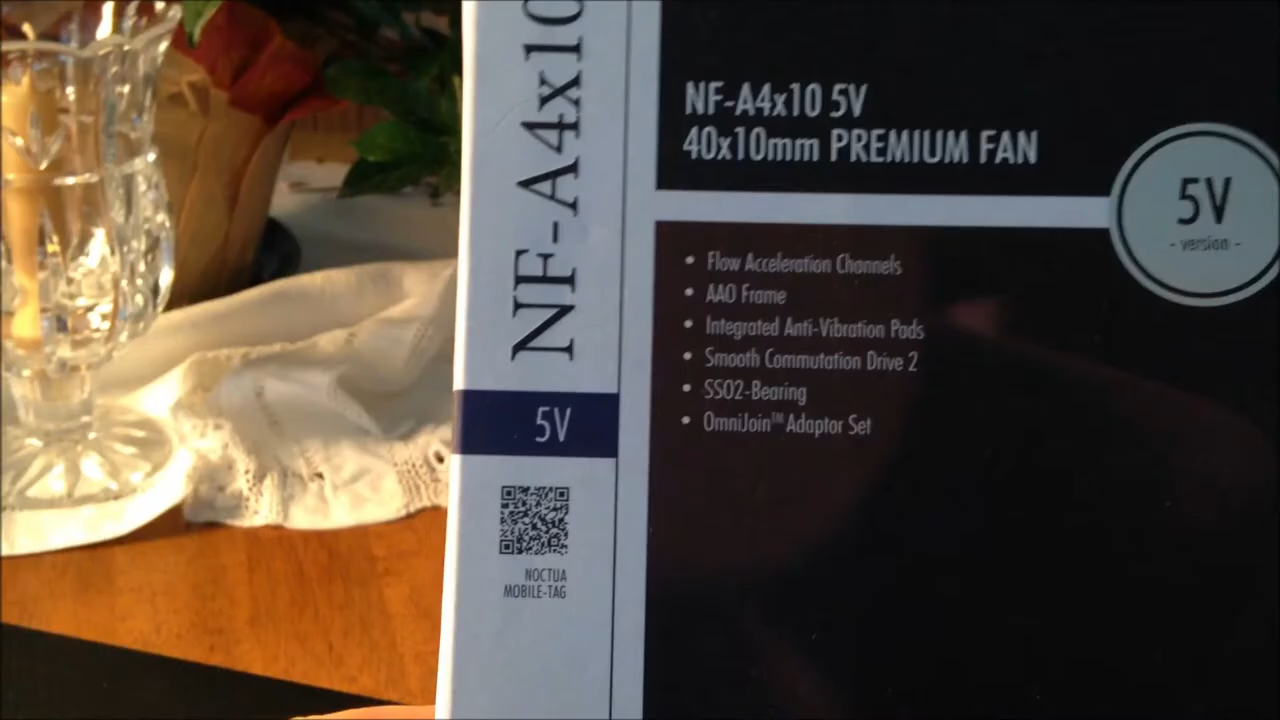 NF-A4x10
5V
NOCTUA
MOBILE-TAG
NF-A4x10 5V
40x10mm PREMIUM FAN
5V
- version -
• Flow Acceleration Channels
• AAO Frame
• Integrated Anti-Vibration Pads
• Smooth Commutation Drive 2
• SSO2-Bearing
• OmniJoin™ Adaptor Set